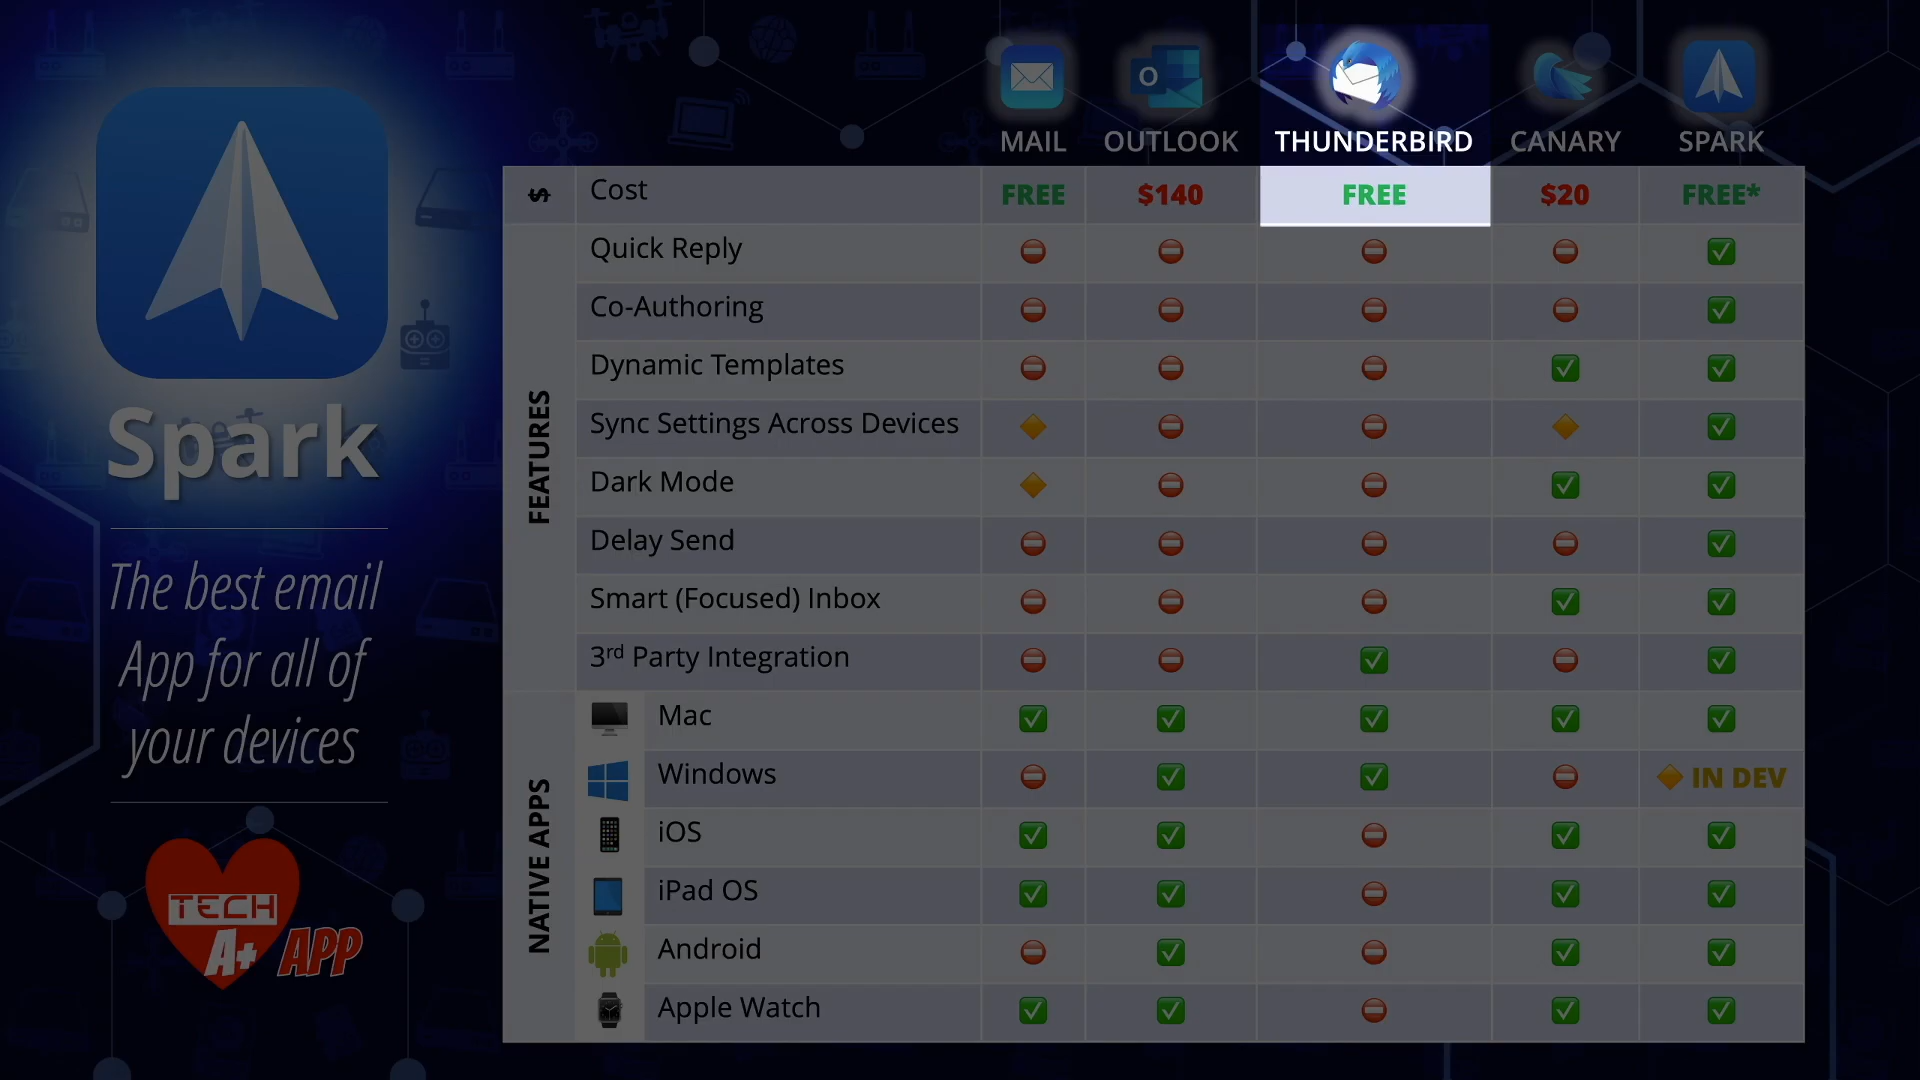 MAIL OUTLOOK THUNDERBIRD CANARY SPARK
$ Cost FREE $140 FREE $20 FREE*
Spark
The best email
App for all of
your devices
TECH
A+ APP
FEATURES
Quick Reply
Co-Authoring
Dynamic Templates
Sync Settings Across Devices
Dark Mode
Delay Send
Smart (Focused) Inbox
3rd Party Integration
NATIVE APPS
Mac
Windows IN DEV
iOS
iPad OS
Android
Apple Watch